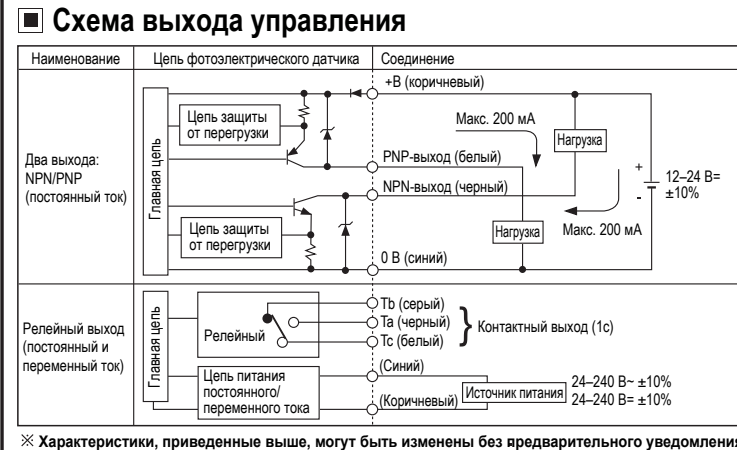 Схема выхода управления
Наименование
Цепь фотоэлектрического датчика
Соединение
Два выхода:
NPN/PNP
(постоянный ток)
Главная цепь
Цепь защиты
от перегрузки
Цепь защиты
от перегрузки
+В (коричневый)
Макс. 200 мА
Нагрузка
PNP-выход (белый)
NPN-выход (черный)
+
-
12–24 В=
±10%
Нагрузка
Макс. 200 мА
0 В (синий)
Релейный выход
(постоянный и
переменный ток)
Главная цепь
Релейный
Цепь питания
постоянного/
переменного тока
Tb (серый)
Ta (черный)
Tc (белый)
} Контактный выход (1с)
(Синий)
(Коричневый)
Источник питания
24–240 В~ ±10%
24–240 В= ±10%
※ Характеристики, приведенные выше, могут быть изменены без предварительного уведомления